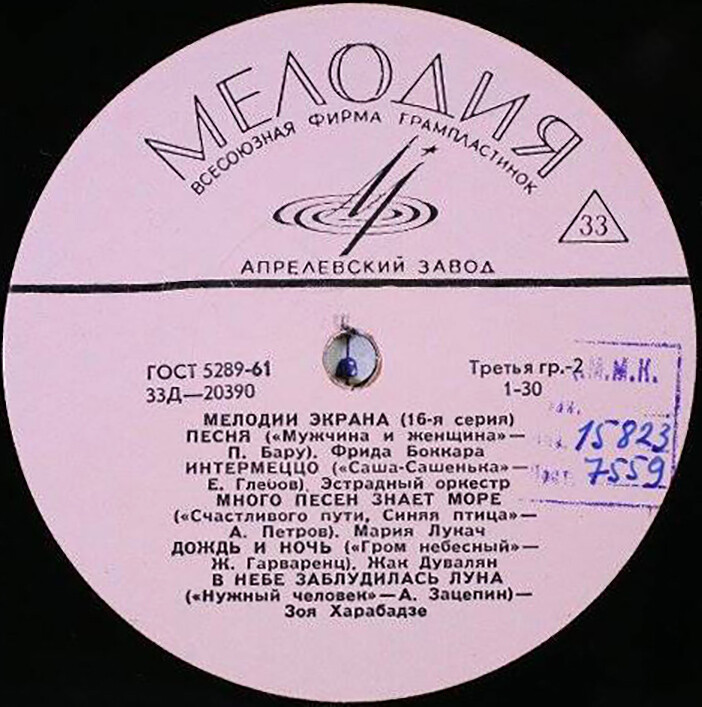 МЕЛОДИЯ
ВСЕСОЮЗНАЯ ФИРМА ГРАМПЛАСТИНОК
33
АПРЕЛЕВСКИЙ ЗАВОД
ГОСТ 5289-61
33Д—20390
Третья гр.-2
1-30
М.М.К.
15823
7559
МЕЛОДИИ ЭКРАНА (16-я серия)
ПЕСНЯ («Мужчина и женщина»—
П. Бару). Фрида Боккара
ИНТЕРМЕЦЦО («Саша-Сашенька»—
Е. Глебов). Эстрадный оркестр
МНОГО ПЕСЕН ЗНАЕТ МОРЕ
(«Счастливого пути, Синяя птица»—
А. Петров). Мария Лукач
ДОЖДЬ И НОЧЬ («Гром небесный»—
Ж. Гарваренц). Жак Дувалян
В НЕБЕ ЗАБЛУДИЛАСЬ ЛУНА
(«Нужный человек»—А. Зацепин)—
Зоя Харабадзе